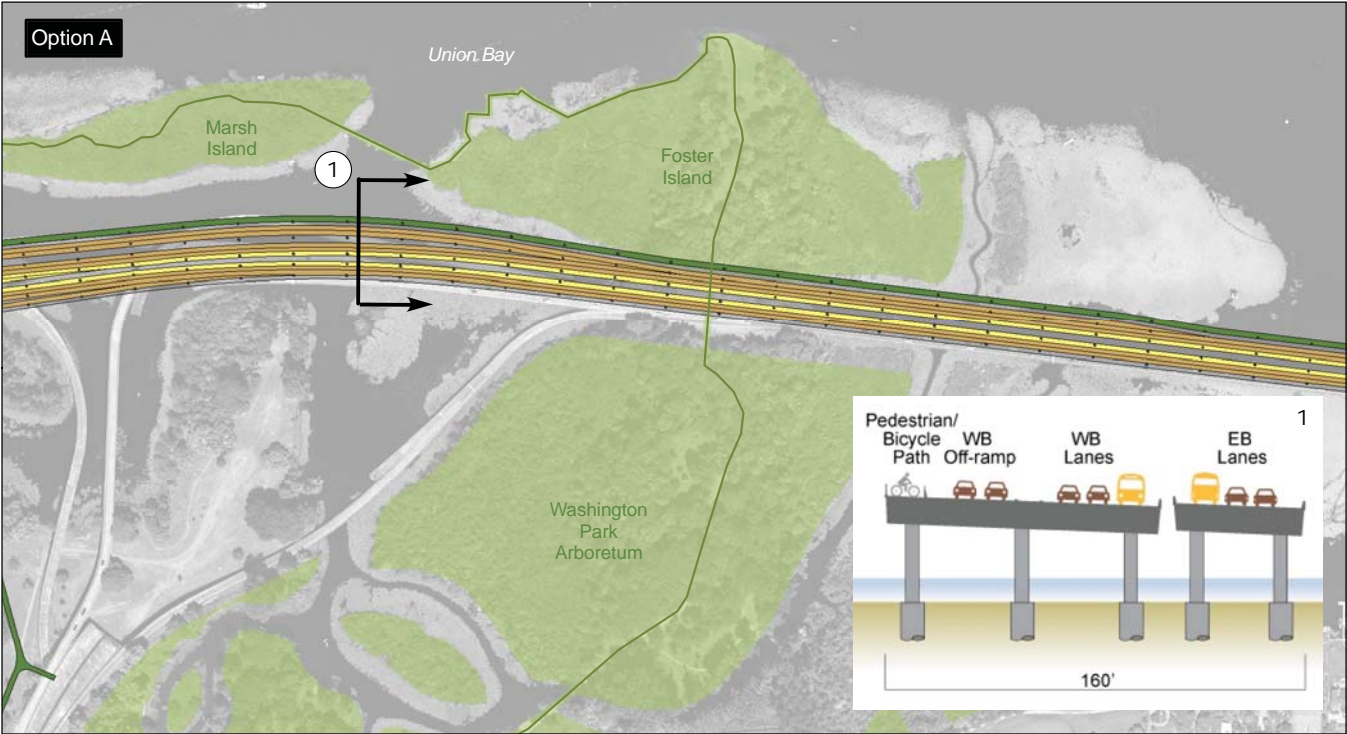 Option A
Union Bay
Marsh
Island
1
Foster
Island
Washington
Park
Arboretum
1
Pedestrian/
Bicycle
Path
WB
Off-ramp
WB
Lanes
EB
Lanes
160'